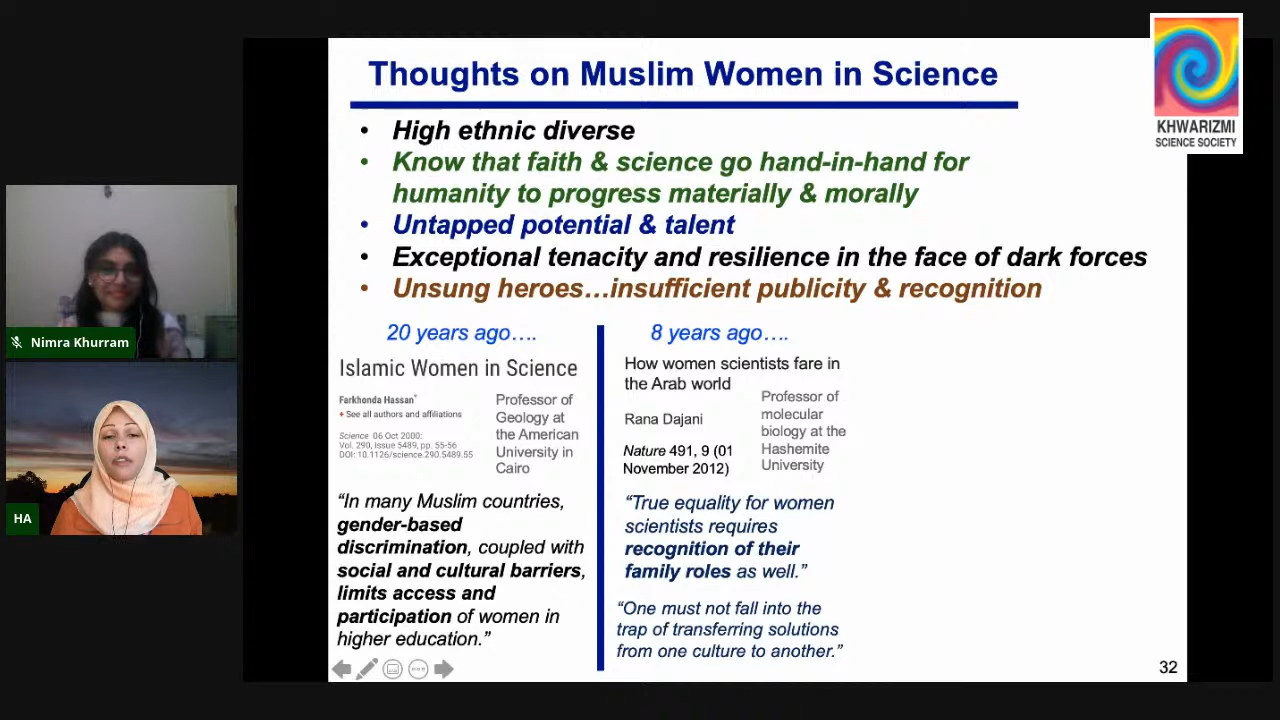 Thoughts on Muslim Women in Science
KHWARIZMI
SCIENCE SOCIETY
• High ethnic diverse
• Know that faith & science go hand-in-hand for
humanity to progress materially & morally
• Untapped potential & talent
• Exceptional tenacity and resilience in the face of dark forces
• Unsung heroes…insufficient publicity & recognition
20 years ago….
Islamic Women in Science
Farkhonda Hassan*
+ See all authors and affiliations
Science 06 Oct 2000:
Vol. 290, Issue 5489, pp. 55-56
DOI: 10.1126/science.290.5489.55
Professor of
Geology at
the American
University in
Cairo
“In many Muslim countries,
gender-based
discrimination, coupled with
social and cultural barriers,
limits access and
participation of women in
higher education.”
8 years ago….
How women scientists fare in
the Arab world
Rana Dajani
Nature 491, 9 (01
November 2012)
Professor of
molecular
biology at the
Hashemite
University
“True equality for women
scientists requires
recognition of their
family roles as well.”
“One must not fall into the
trap of transferring solutions
from one culture to another.”
32
Nimra Khurram
HA